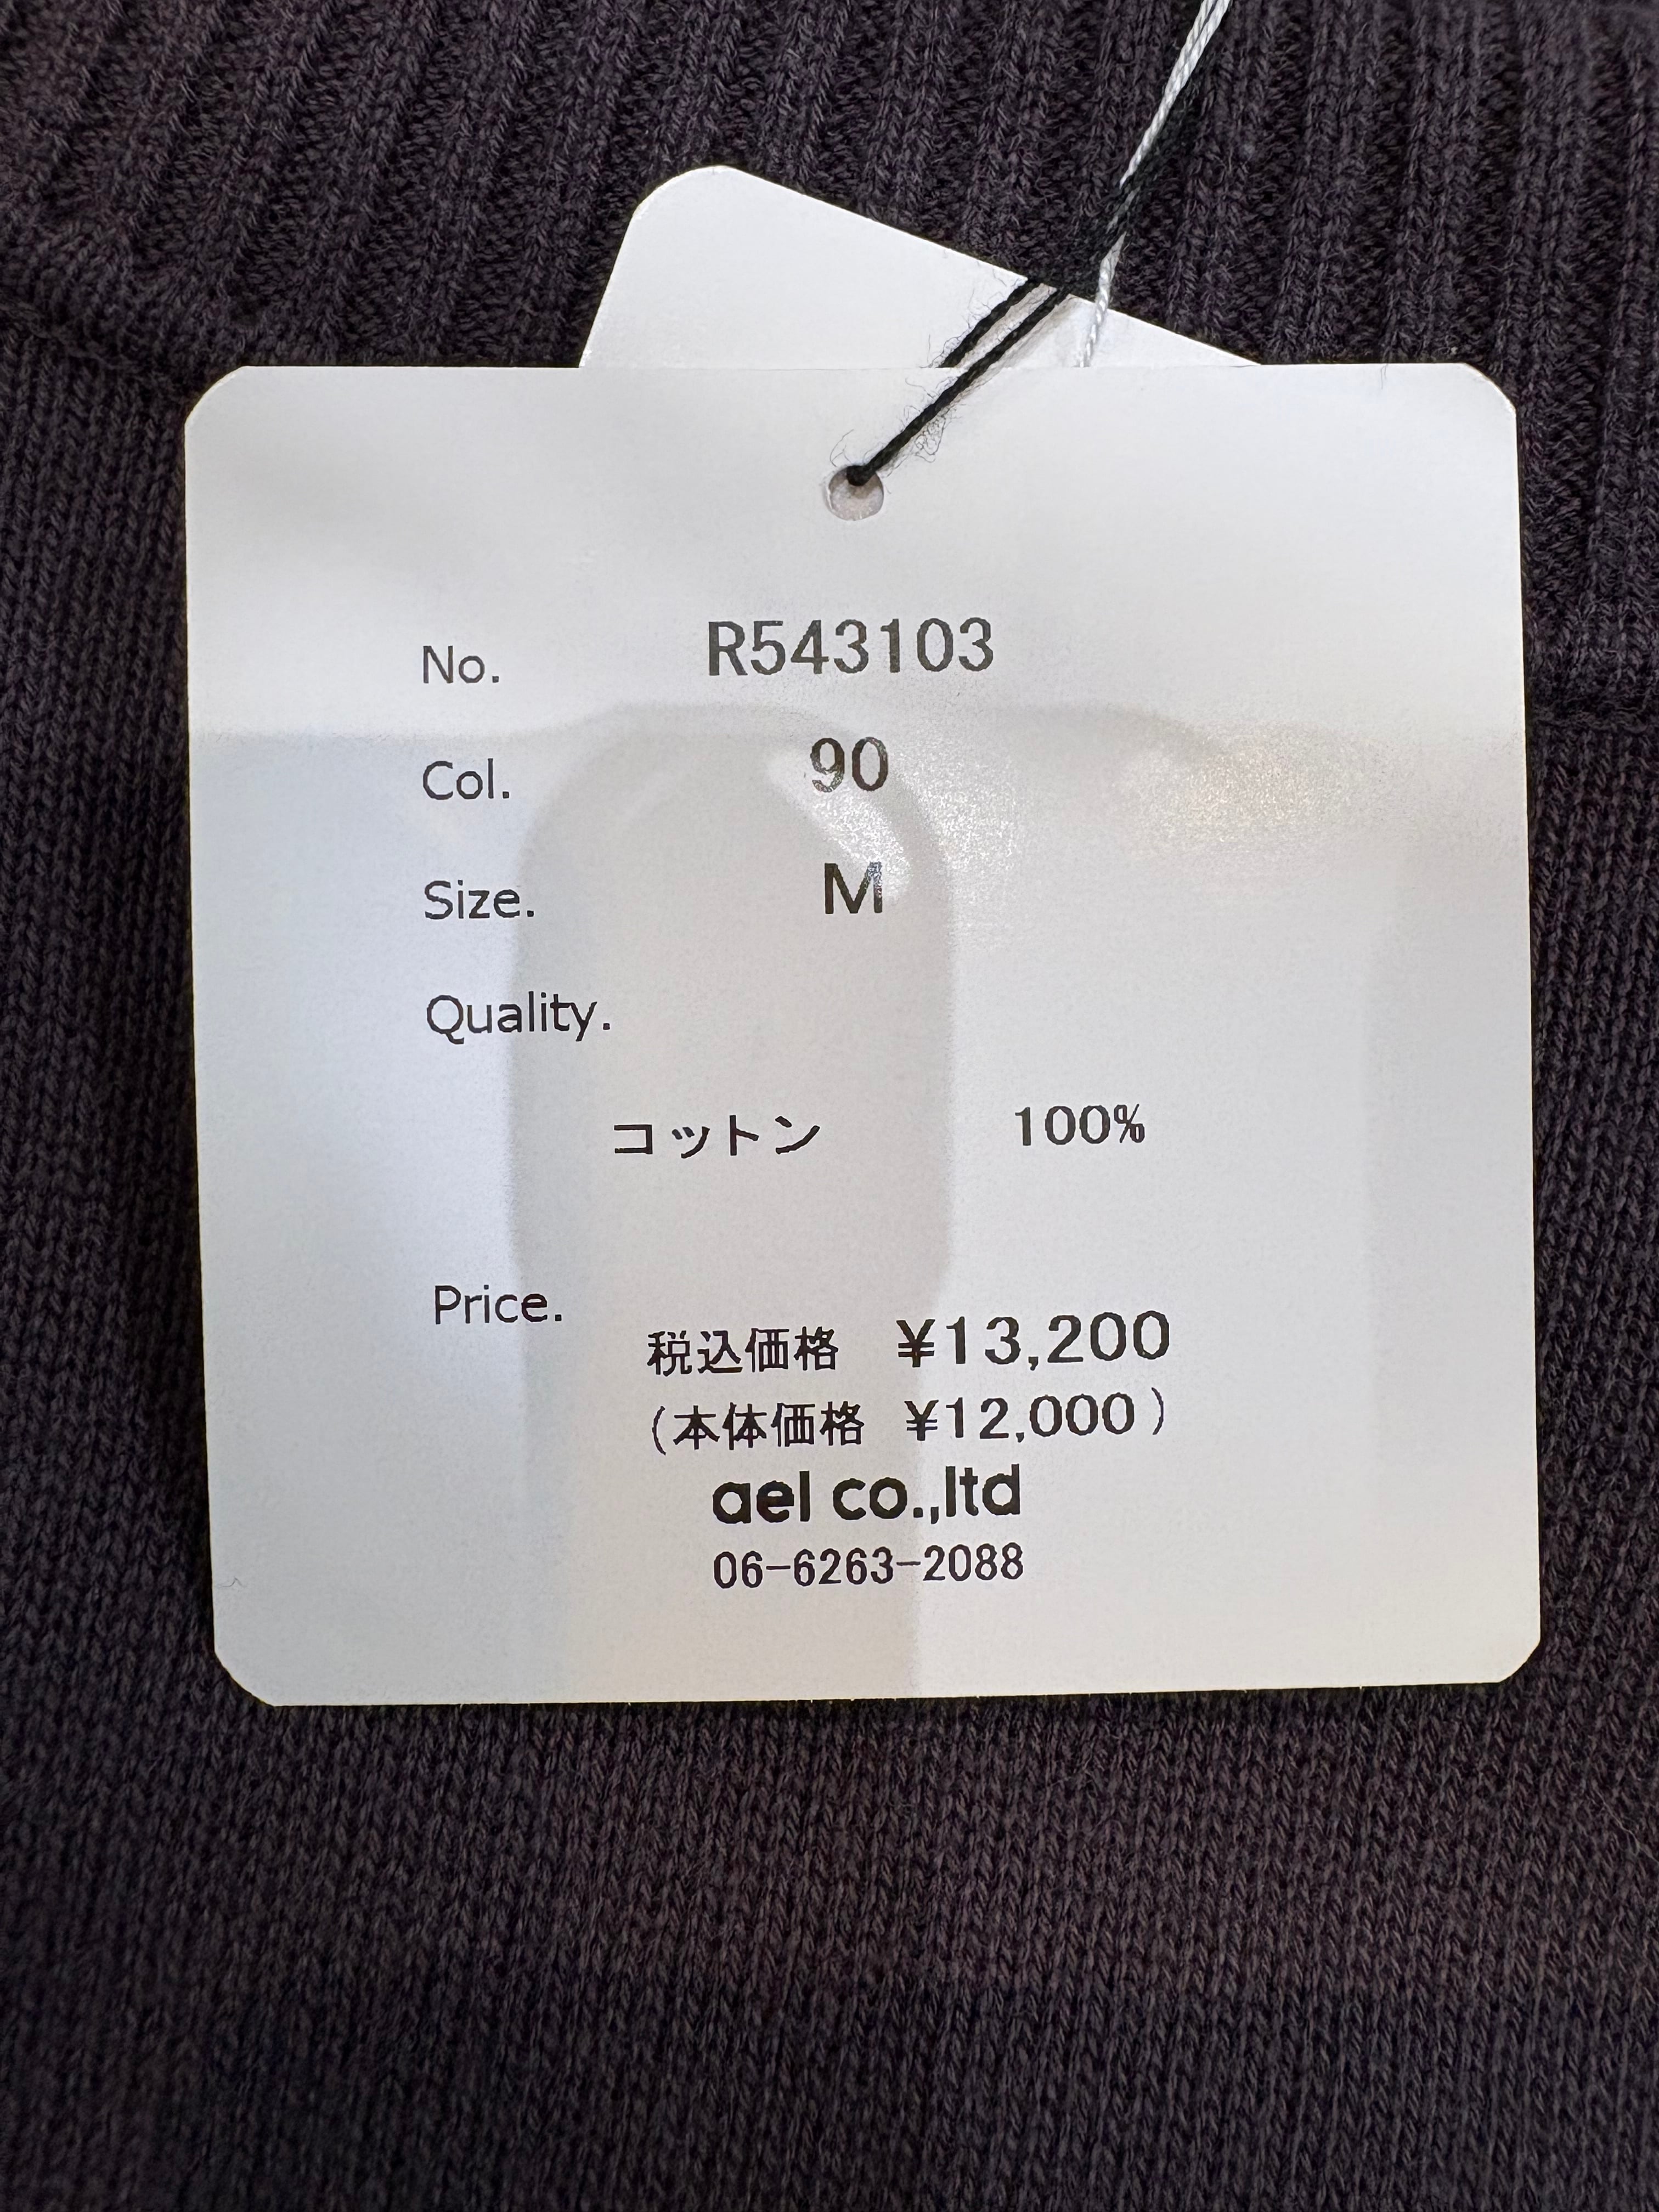 No. R543103
Col. 90
Size. M
Quality.
コットン 100%
Price.
税込価格 ¥13,200
(本体価格 ¥12,000)
ael co.,ltd
06-6263-2088